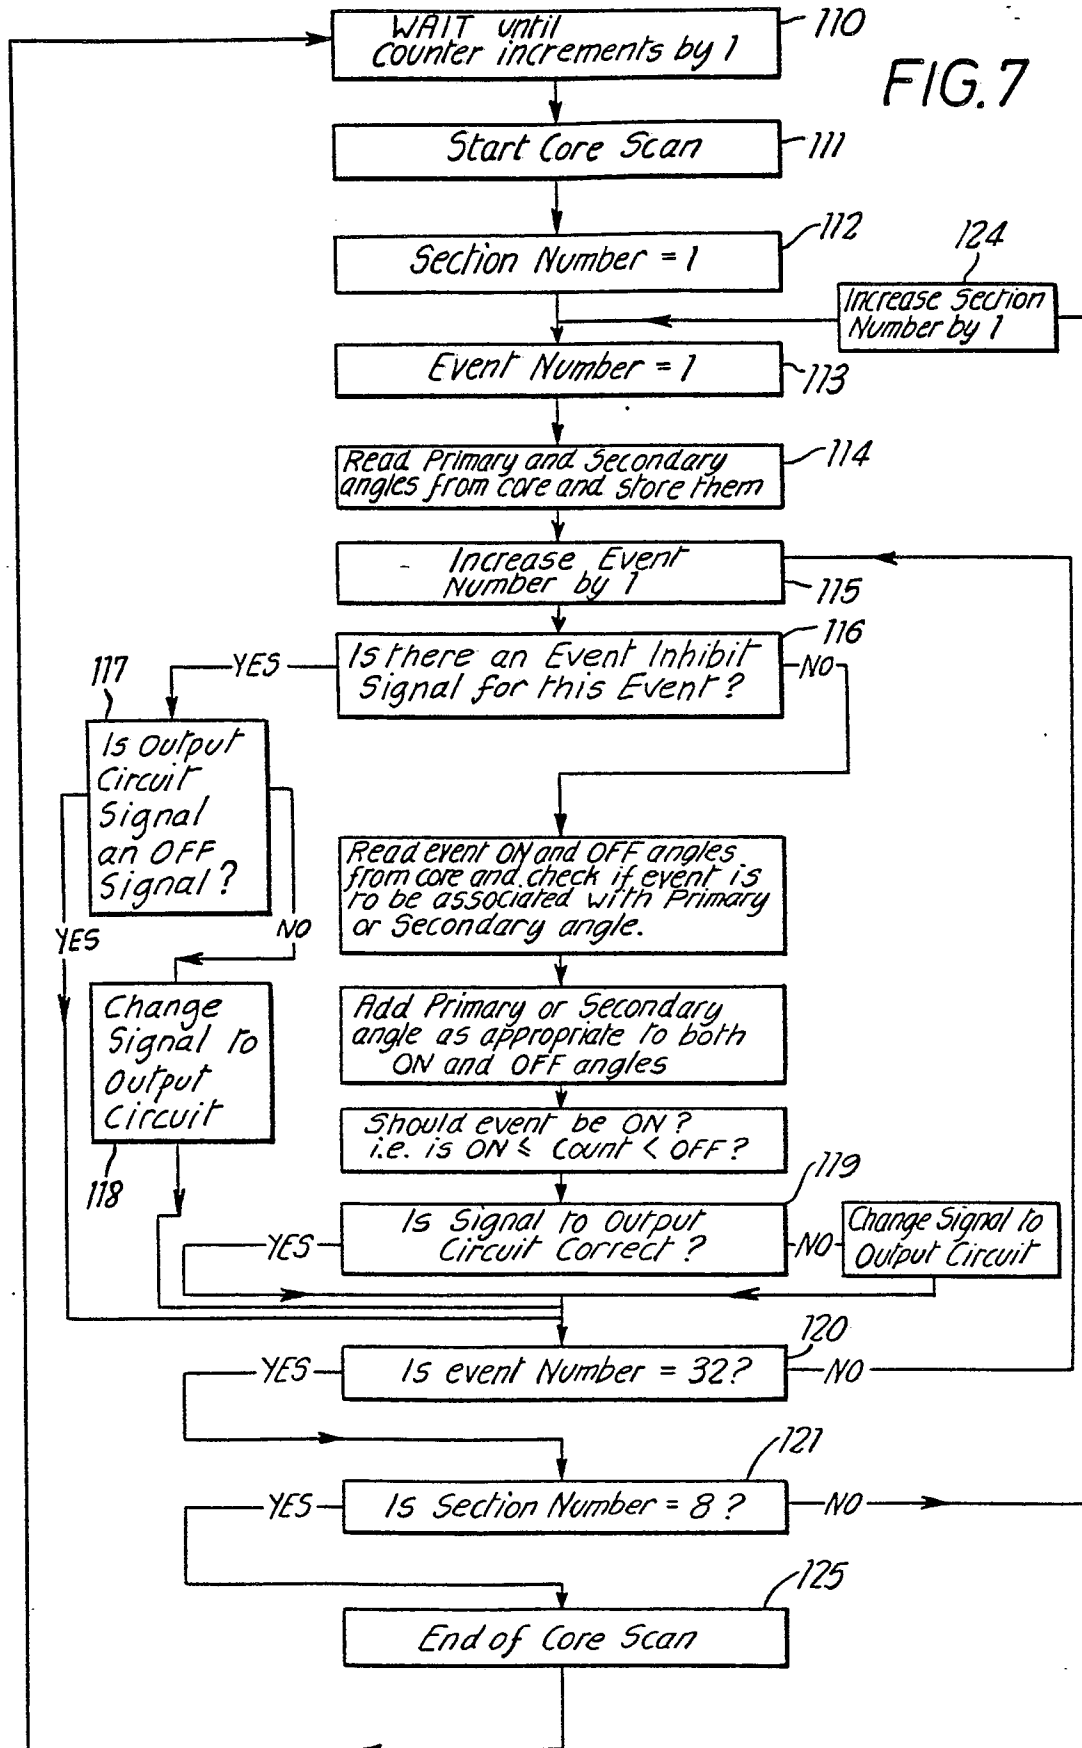 WAIT until
Counter increments by 1
110
FIG.7
Start Core Scan
111
Section Number = 1
112
124
Increase Section
Number by 1
Event Number = 1
113
Read Primary and Secondary
angles from core and store them
114
Increase Event
Number by 1
115
116
Is there an Event Inhibit
Signal for this Event?
YES
NO
117
Is Output
Circuit
Signal
an OFF
Signal?
YES
NO
Read event ON and OFF angles
from core and check if event is
to be associated with Primary
or Secondary angle.
Change
Signal to
Output
Circuit
118
Add Primary or Secondary
angle as appropriate to both
ON and OFF angles
Should event be ON?
i.e. is ON ≤ Count < OFF?
119
Is Signal to Output
Circuit Correct?
YES
NO
Change Signal to
Output Circuit
120
Is event Number = 32?
YES
NO
121
Is Section Number = 8?
YES
NO
125
End of Core Scan